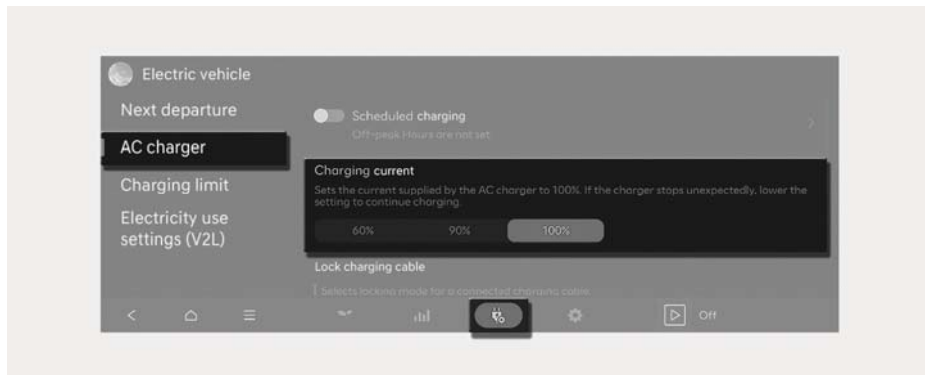 Electric vehicle
Next departure
AC charger
Charging limit
Electricity use
settings (V2L)
Scheduled charging
Off-peak Hours are not set
Charging current
Sets the current supplied by the AC charger to 100%. If the charger stops unexpectedly, lower the
setting to continue charging.
60% 90% 100%
Lock charging cable
Selects locking mode for a connected charging cable.
Off